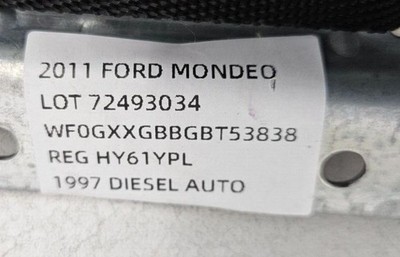 2011 FORD MONDEO
LOT 72493034
WF0GXXGBBGBT53838
REG HY61YPL
1997 DIESEL AUTO